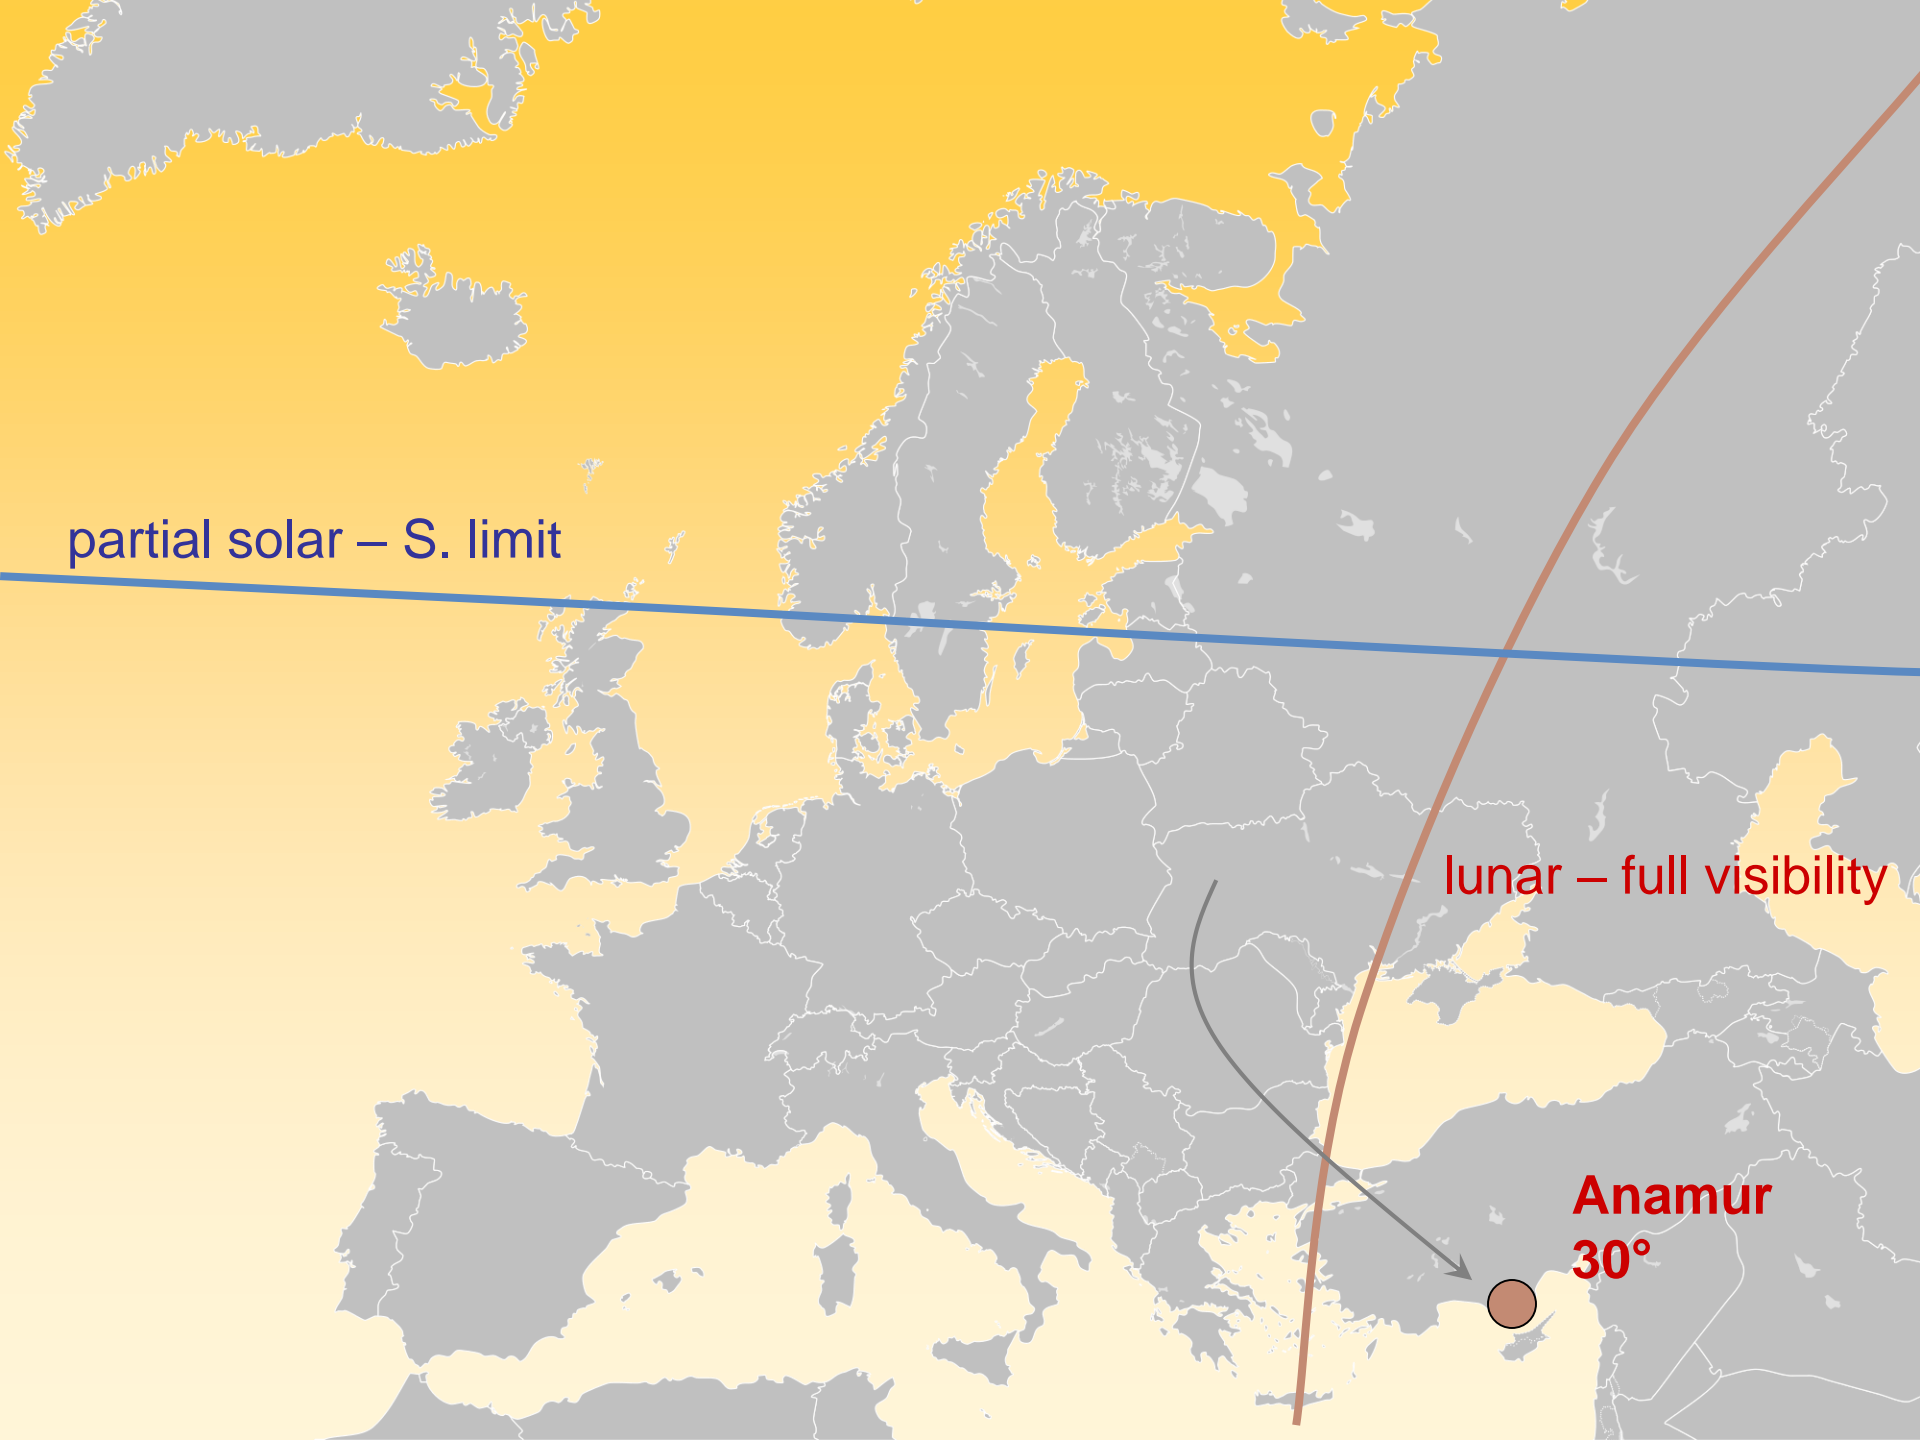 partial solar – S. limit
lunar – full visibility
Anamur
30°